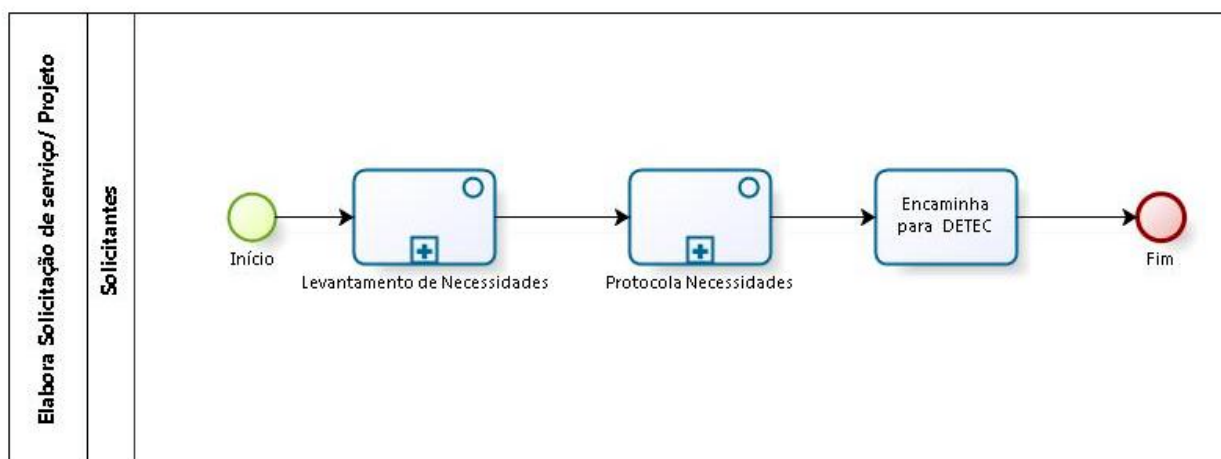 Elabora Solicitação de serviço/ Projeto
Solicitantes
Início
Levantamento de Necessidades
Protocola Necessidades
Encaminha
para DETEC
Fim